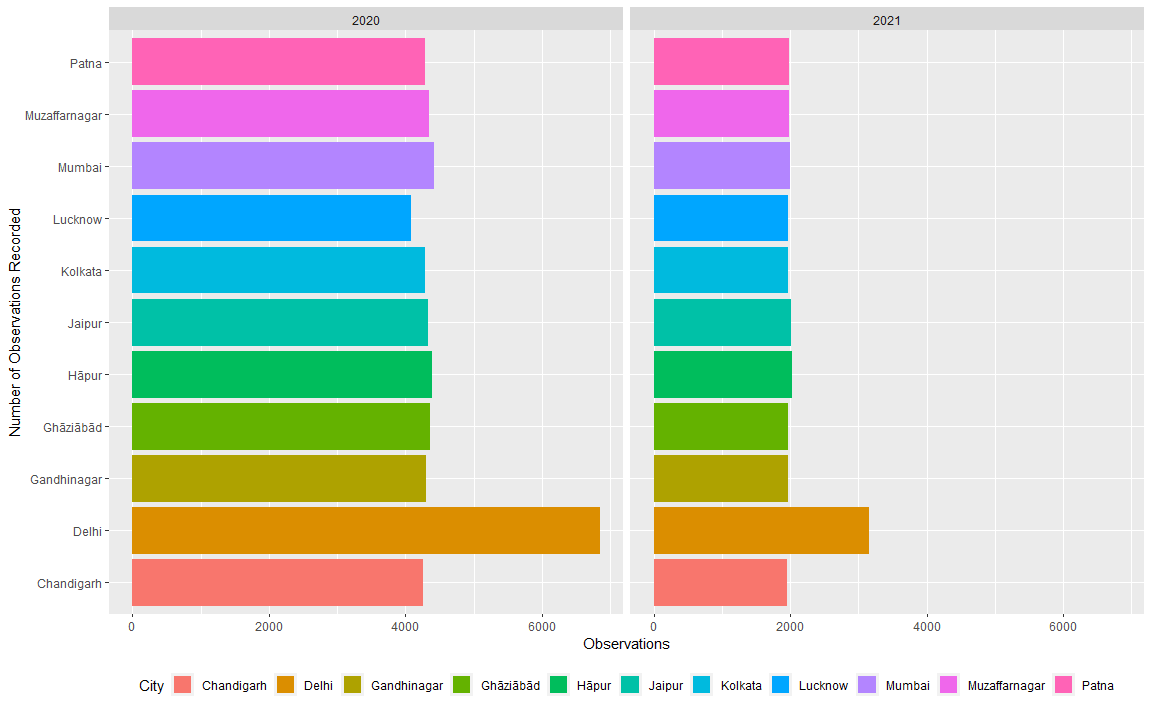 2020 2021
Patna
Muzaffarnagar
Mumbai
Lucknow
Kolkata
Jaipur
Hāpur
Ghāziābād
Gandhinagar
Delhi
Chandigarh
Number of Observations Recorded
0 2000 4000 6000 0 2000 4000 6000
Observations
City Chandigarh Delhi Gandhinagar Ghāziābād Hāpur Jaipur Kolkata Lucknow Mumbai Muzaffarnagar Patna